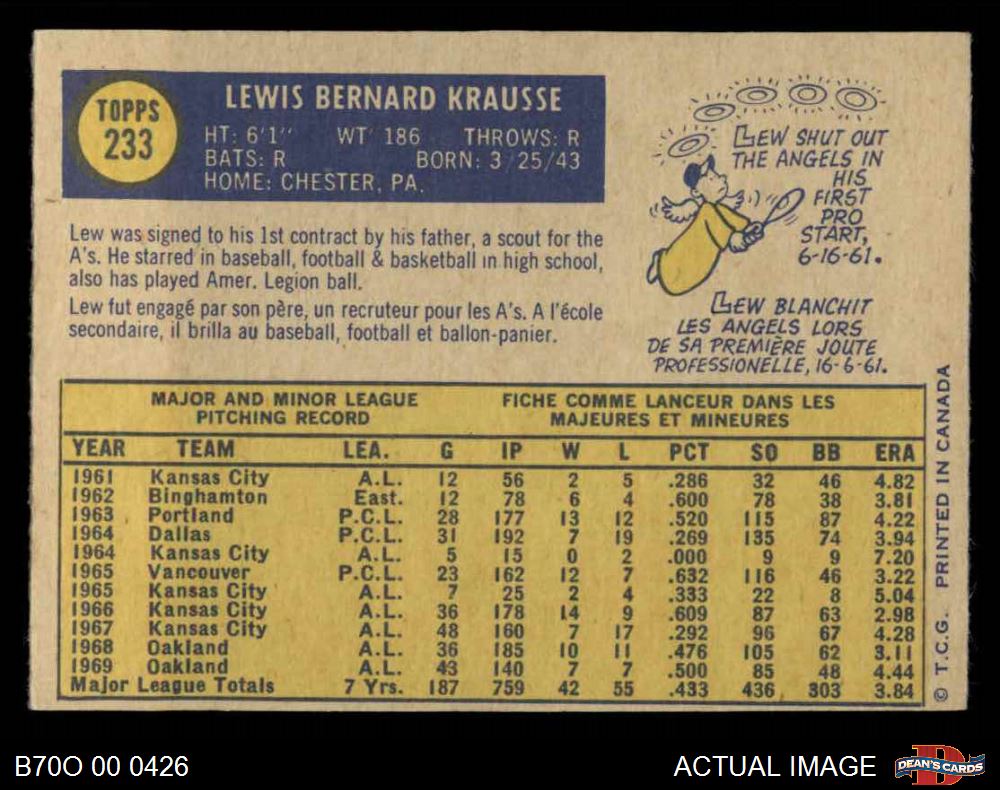 TOPPS
233
LEWIS BERNARD KRAUSSE
HT: 6'1" WT 186 THROWS: R
BATS: R BORN: 3/25/43
HOME: CHESTER, PA.
Lew was signed to his 1st contract by his father, a scout for the
A's. He starred in baseball, football & basketball in high school,
also has played Amer. Legion ball.
Lew fut engagé par son père, un recruteur pour les A's. A l'école
secondaire, il brilla au baseball, football et ballon-panier.
LEW SHUT OUT
THE ANGELS IN
HIS
FIRST
PRO
START,
6-16-61.
LEW BLANCHIT
LES ANGELS LORS
DE SA PREMIÈRE JOUTE
PROFESSIONELLE, 16-6-61.
MAJOR AND MINOR LEAGUE
PITCHING RECORD
FICHE COMME LANCEUR DANS LES
MAJEURES ET MINEURES
YEAR TEAM LEA. G IP W L PCT SO BB ERA
1961 Kansas City A.L. 12 56 2 5 .286 32 46 4.82
1962 Binghamton East. 12 78 6 4 .600 78 38 3.81
1963 Portland P.C.L. 28 177 13 12 .520 115 87 4.22
1964 Dallas P.C.L. 31 192 7 19 .269 135 74 3.94
1964 Kansas City A.L. 5 15 0 2 .000 9 9 7.20
1965 Vancouver P.C.L. 23 162 12 7 .632 116 46 3.22
1965 Kansas City A.L. 7 25 2 4 .333 22 8 5.04
1966 Kansas City A.L. 36 178 14 9 .609 87 63 2.98
1967 Kansas City A.L. 48 160 7 17 .292 96 67 4.28
1968 Oakland A.L. 36 185 10 11 .476 105 62 3.11
1969 Oakland A.L. 43 140 7 7 .500 85 48 4.44
Major League Totals 7 Yrs. 187 759 42 55 .433 436 303 3.84
© T.C.G. PRINTED IN CANADA
B70O 00 0426
ACTUAL IMAGE
DEAN'S CARDS